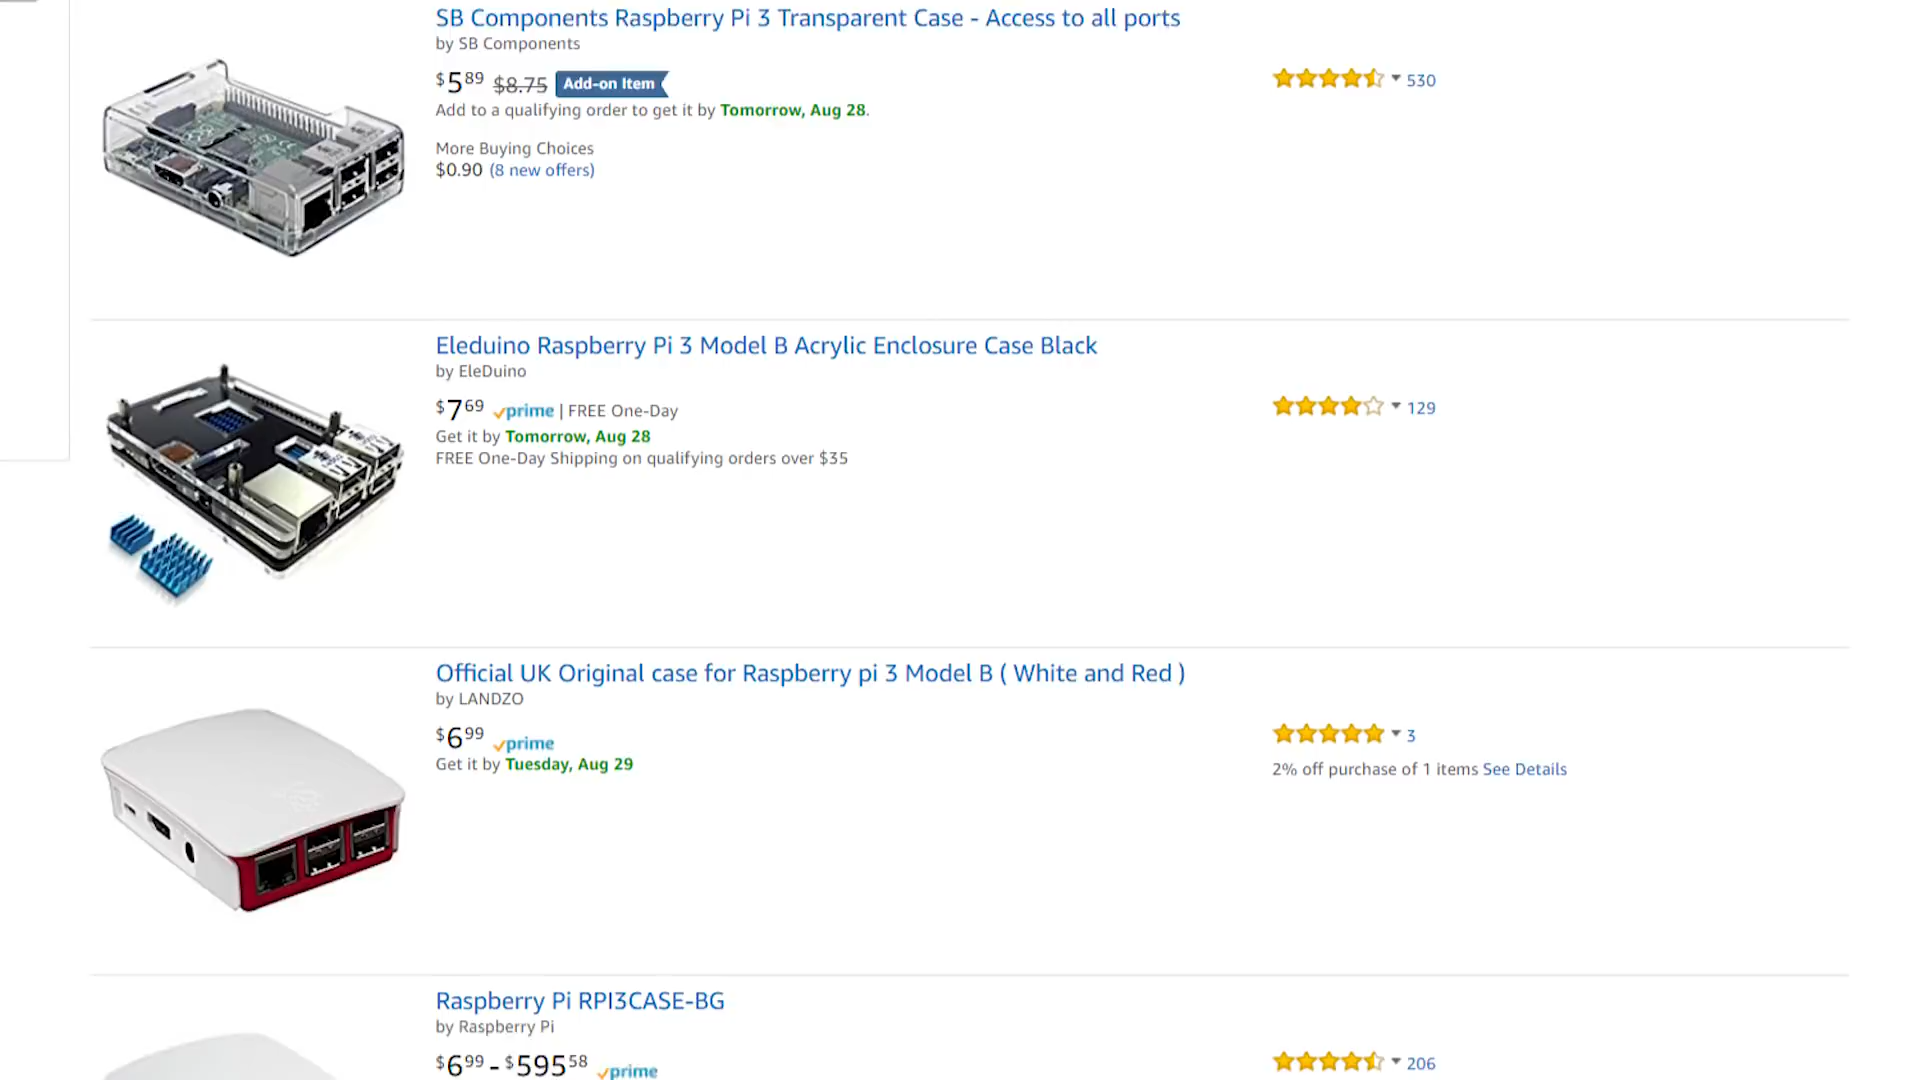 SB Components Raspberry Pi 3 Transparent Case - Access to all ports
by SB Components
$5 89 $8.75 Add-on Item
530
Add to a qualifying order to get it by Tomorrow, Aug 28.
More Buying Choices
$0.90 (8 new offers)
Eleduino Raspberry Pi 3 Model B Acrylic Enclosure Case Black
by EleDuino
$7 69 prime | FREE One-Day
129
Get it by Tomorrow, Aug 28
FREE One-Day Shipping on qualifying orders over $35
Official UK Original case for Raspberry pi 3 Model B ( White and Red )
by LANDZO
$6 99 prime
3
Get it by Tuesday, Aug 29
2% off purchase of 1 items See Details
Raspberry Pi RPI3CASE-BG
by Raspberry Pi
$6 99 - $595 58 prime
206